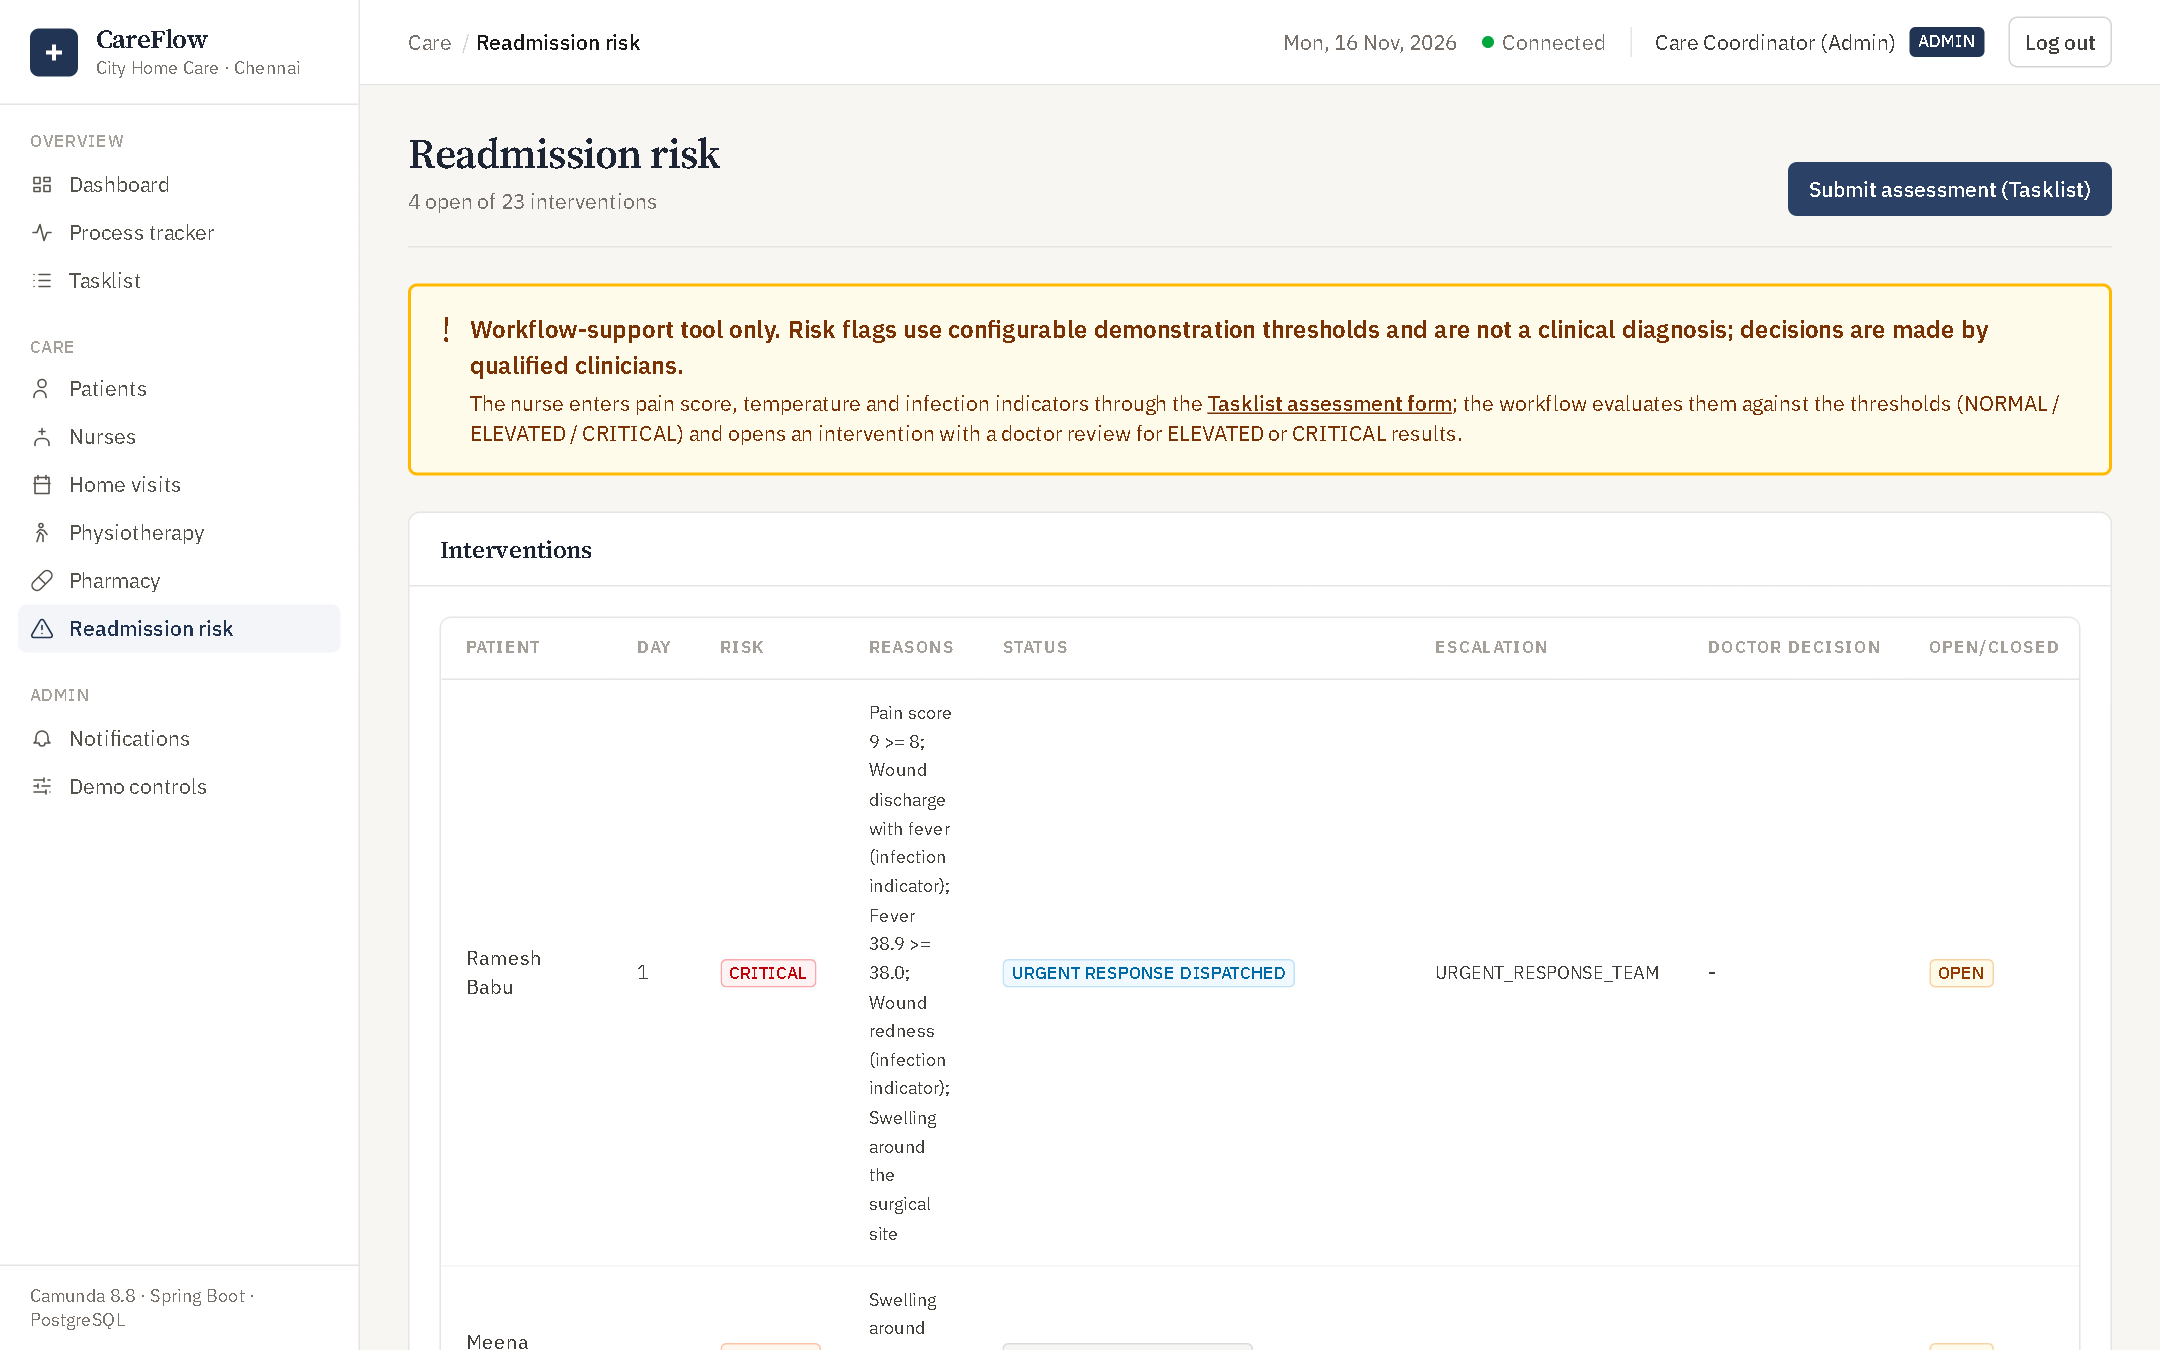 CareFlow
City Home Care · Chennai
OVERVIEW
Dashboard
Process tracker
Tasklist
CARE
Patients
Nurses
Home visits
Physiotherapy
Pharmacy
Readmission risk
ADMIN
Notifications
Demo controls
Camunda 8.8 · Spring Boot ·
PostgreSQL
Care / Readmission risk
Mon, 16 Nov, 2026
Connected
Care Coordinator (Admin)
ADMIN
Log out
Readmission risk
4 open of 23 interventions
Submit assessment (Tasklist)
! Workflow-support tool only. Risk flags use configurable demonstration thresholds and are not a clinical diagnosis; decisions are made by
qualified clinicians.
The nurse enters pain score, temperature and infection indicators through the Tasklist assessment form; the workflow evaluates them against the thresholds (NORMAL /
ELEVATED / CRITICAL) and opens an intervention with a doctor review for ELEVATED or CRITICAL results.
Interventions
PATIENT DAY RISK REASONS STATUS ESCALATION DOCTOR DECISION OPEN/CLOSED
Ramesh
Babu
1
CRITICAL
Pain score
9 >= 8;
Wound
discharge
with fever
(infection
indicator);
Fever
38.9 >=
38.0;
Wound
redness
(infection
indicator);
Swelling
around
the
surgical
site
URGENT RESPONSE DISPATCHED
URGENT_RESPONSE_TEAM
-
OPEN
Meena
Swelling
around